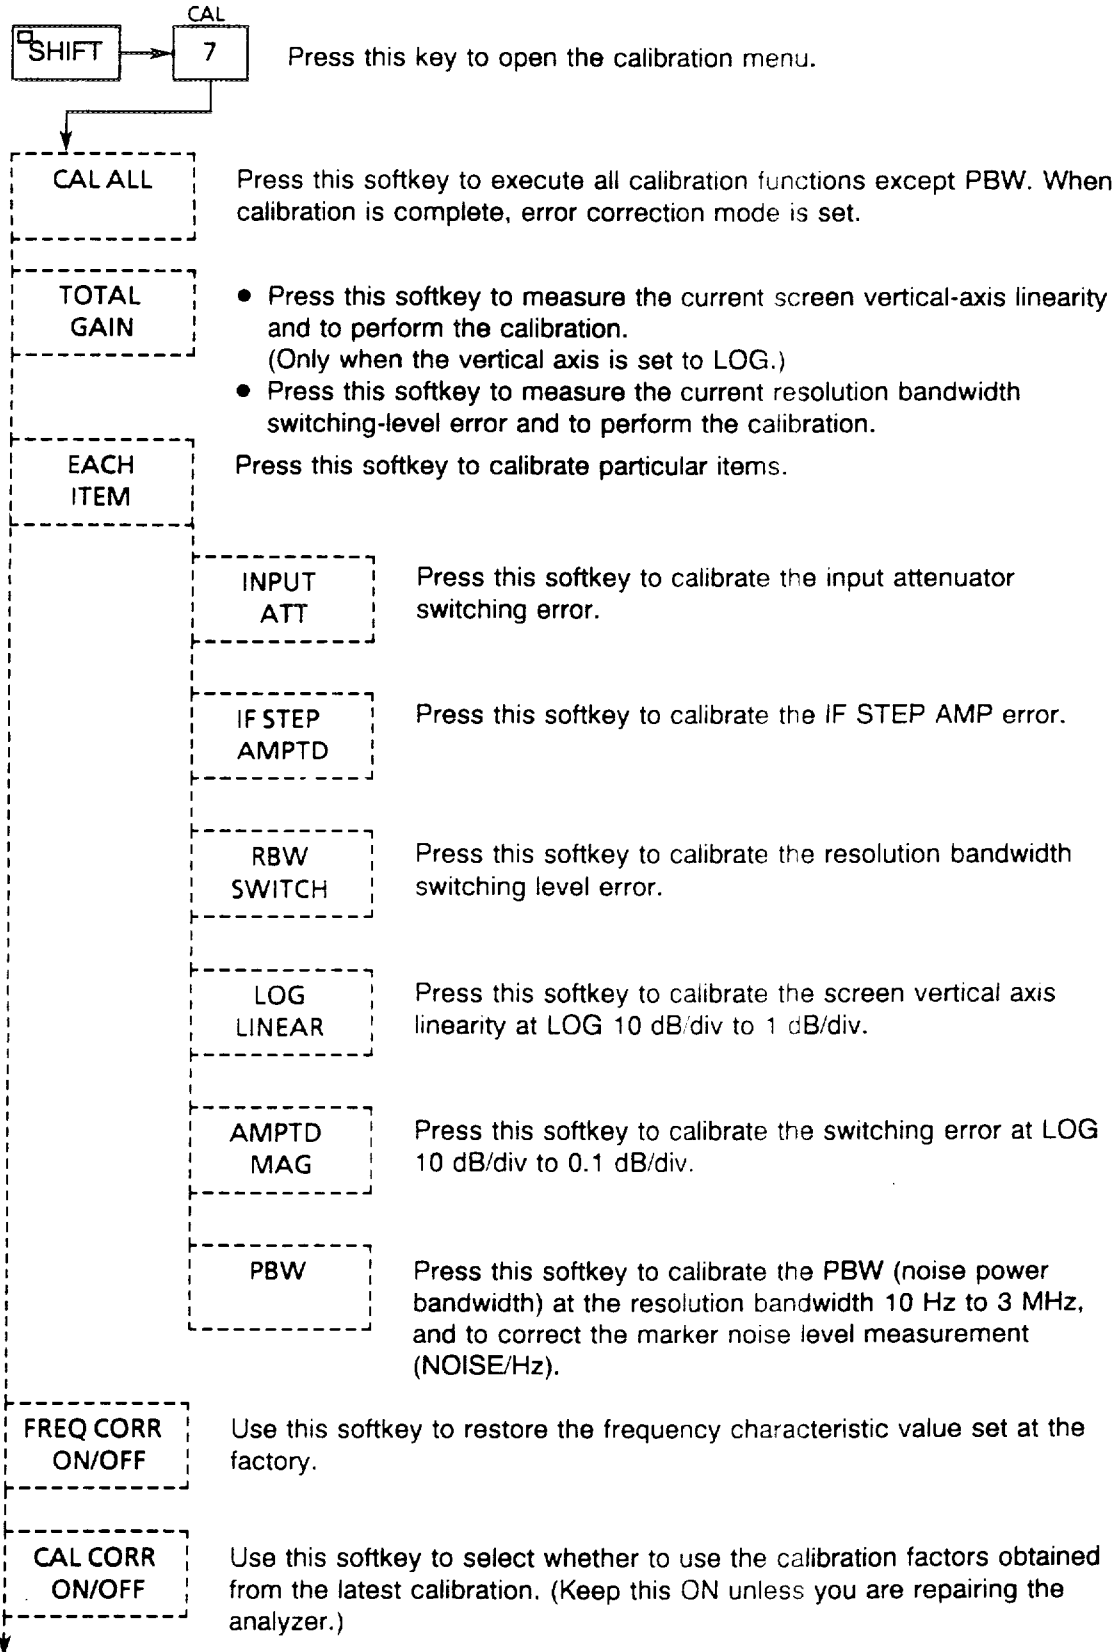 CAL
SHIFT 7 Press this key to open the calibration menu.
CAL ALL
Press this softkey to execute all calibration functions except PBW. When
calibration is complete, error correction mode is set.
TOTAL
GAIN
● Press this softkey to measure the current screen vertical-axis linearity
and to perform the calibration.
(Only when the vertical axis is set to LOG.)
● Press this softkey to measure the current resolution bandwidth
switching-level error and to perform the calibration.
EACH
ITEM
Press this softkey to calibrate particular items.
INPUT
ATT
Press this softkey to calibrate the input attenuator
switching error.
IF STEP
AMPTD
Press this softkey to calibrate the IF STEP AMP error.
RBW
SWITCH
Press this softkey to calibrate the resolution bandwidth
switching level error.
LOG
LINEAR
Press this softkey to calibrate the screen vertical axis
linearity at LOG 10 dB/div to 1 dB/div.
AMPTD
MAG
Press this softkey to calibrate the switching error at LOG
10 dB/div to 0.1 dB/div.
PBW
Press this softkey to calibrate the PBW (noise power
bandwidth) at the resolution bandwidth 10 Hz to 3 MHz,
and to correct the marker noise level measurement
(NOISE/Hz).
FREQ CORR
ON/OFF
Use this softkey to restore the frequency characteristic value set at the
factory.
CAL CORR
ON/OFF
Use this softkey to select whether to use the calibration factors obtained
from the latest calibration. (Keep this ON unless you are repairing the
analyzer.)